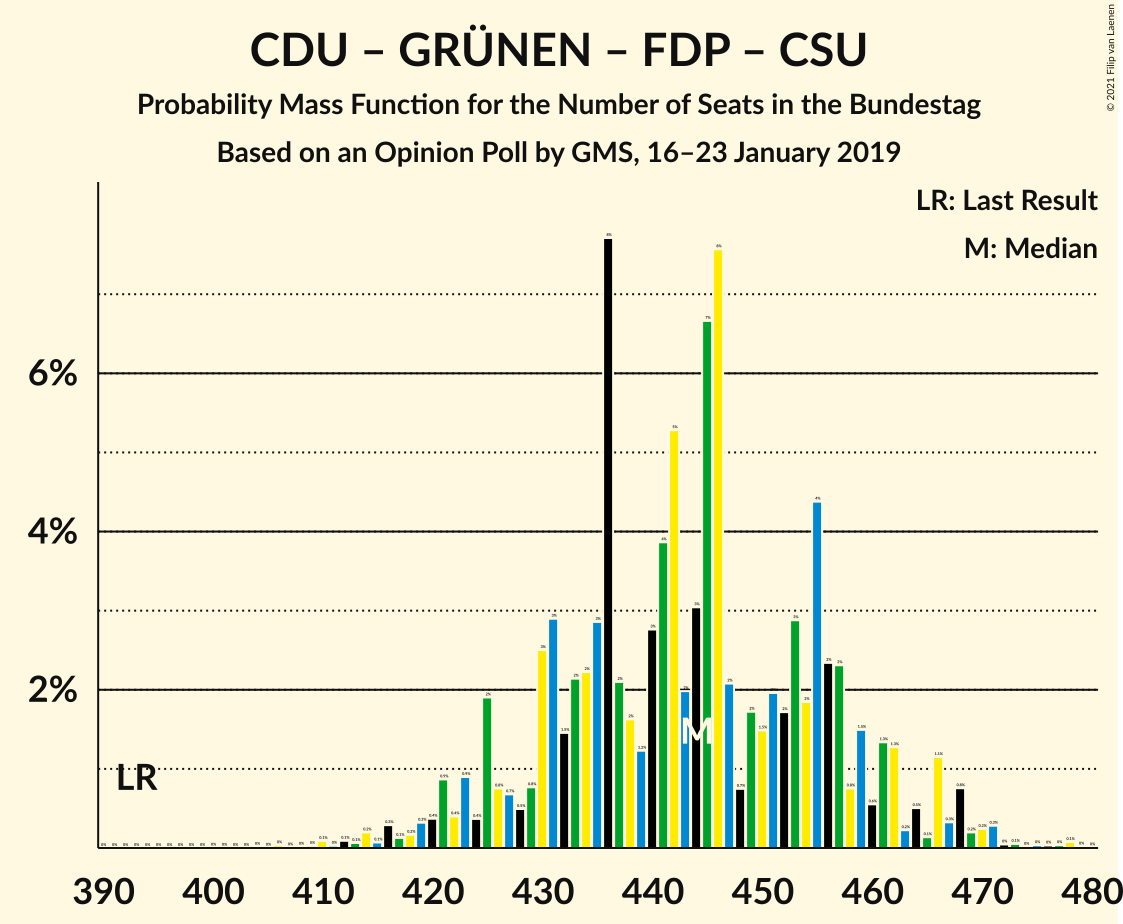 CDU – GRÜNEN – FDP – CSU
Probability Mass Function for the Number of Seats in the Bundestag
Based on an Opinion Poll by GMS, 16–23 January 2019
© 2021 Filip van Laenen
LR: Last Result
M: Median
6%
4%
2%
LR
M
390 400 410 420 430 440 450 460 470 480